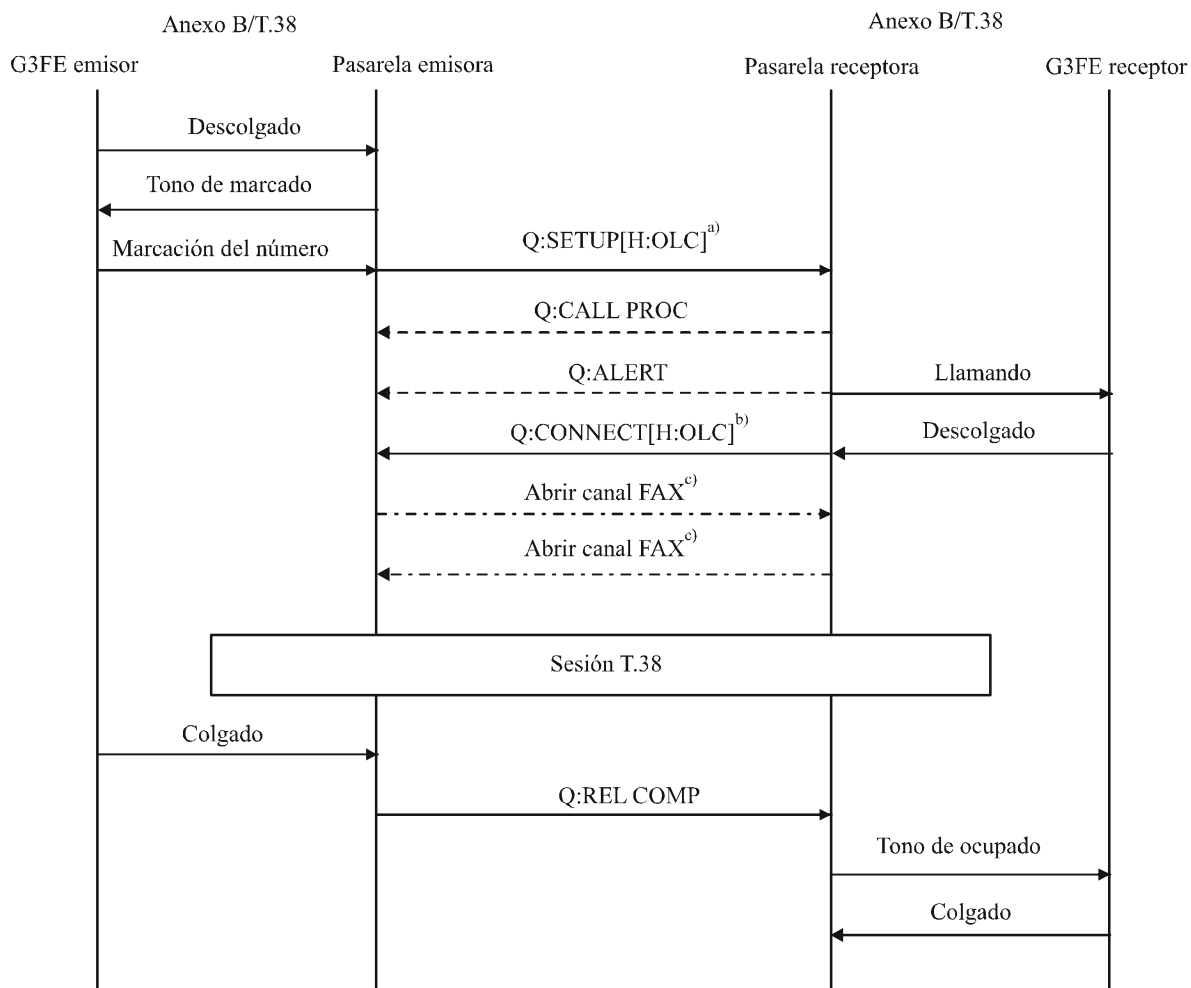 Anexo B/T.38
Anexo B/T.38
G3FE emisor
Pasarela emisora
Pasarela receptora
G3FE receptor
Descolgado
Tono de marcado
Marcación del número
Q:SETUP[H:OLC]a)
Q:CALL PROC
Q:ALERT
Llamando
Q:CONNECT[H:OLC]b)
Descolgado
Abrir canal FAXc)
Abrir canal FAXc)
Sesión T.38
Colgado
Q:REL COMP
Tono de ocupado
Colgado